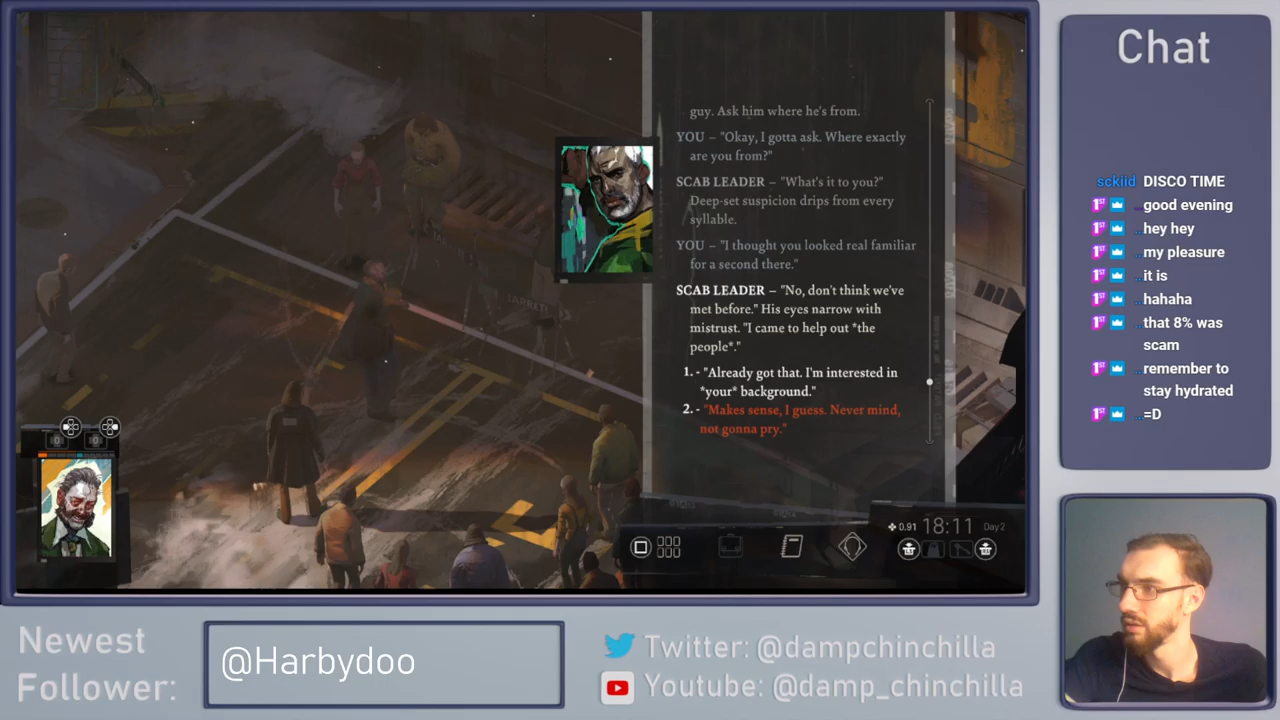 Chat
guy. Ask him where he's from.
YOU – "Okay, I gotta ask. Where exactly
are you from?"
SCAB LEADER – "What's it to you?"
Deep-set suspicion drips from every
syllable.
YOU – "I thought you looked real familiar
for a second there."
SCAB LEADER – "No, don't think we've
met before." His eyes narrow with
mistrust. "I came to help out *the
people*."
1. - "Already got that. I'm interested in
*your* background."
2. - "Makes sense, I guess. Never mind,
not gonna pry."
0.91 18:11 Day 2
sckiid DISCO TIME
good evening
hey hey
my pleasure
it is
hahaha
that 8% was
scam
remember to
stay hydrated
=D
Newest
Follower:
@Harbydoo
Twitter: @dampchinchilla
Youtube: @damp_chinchilla